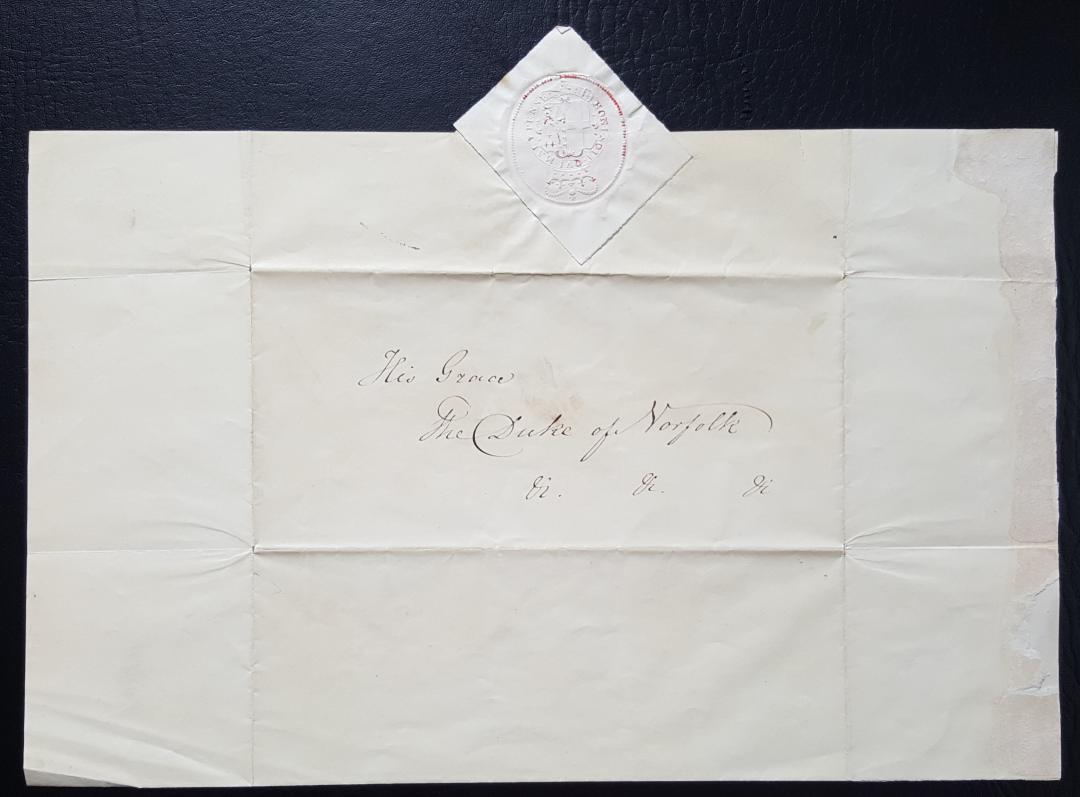 His Grace
The Duke of Norfolk
&c. &c. &c